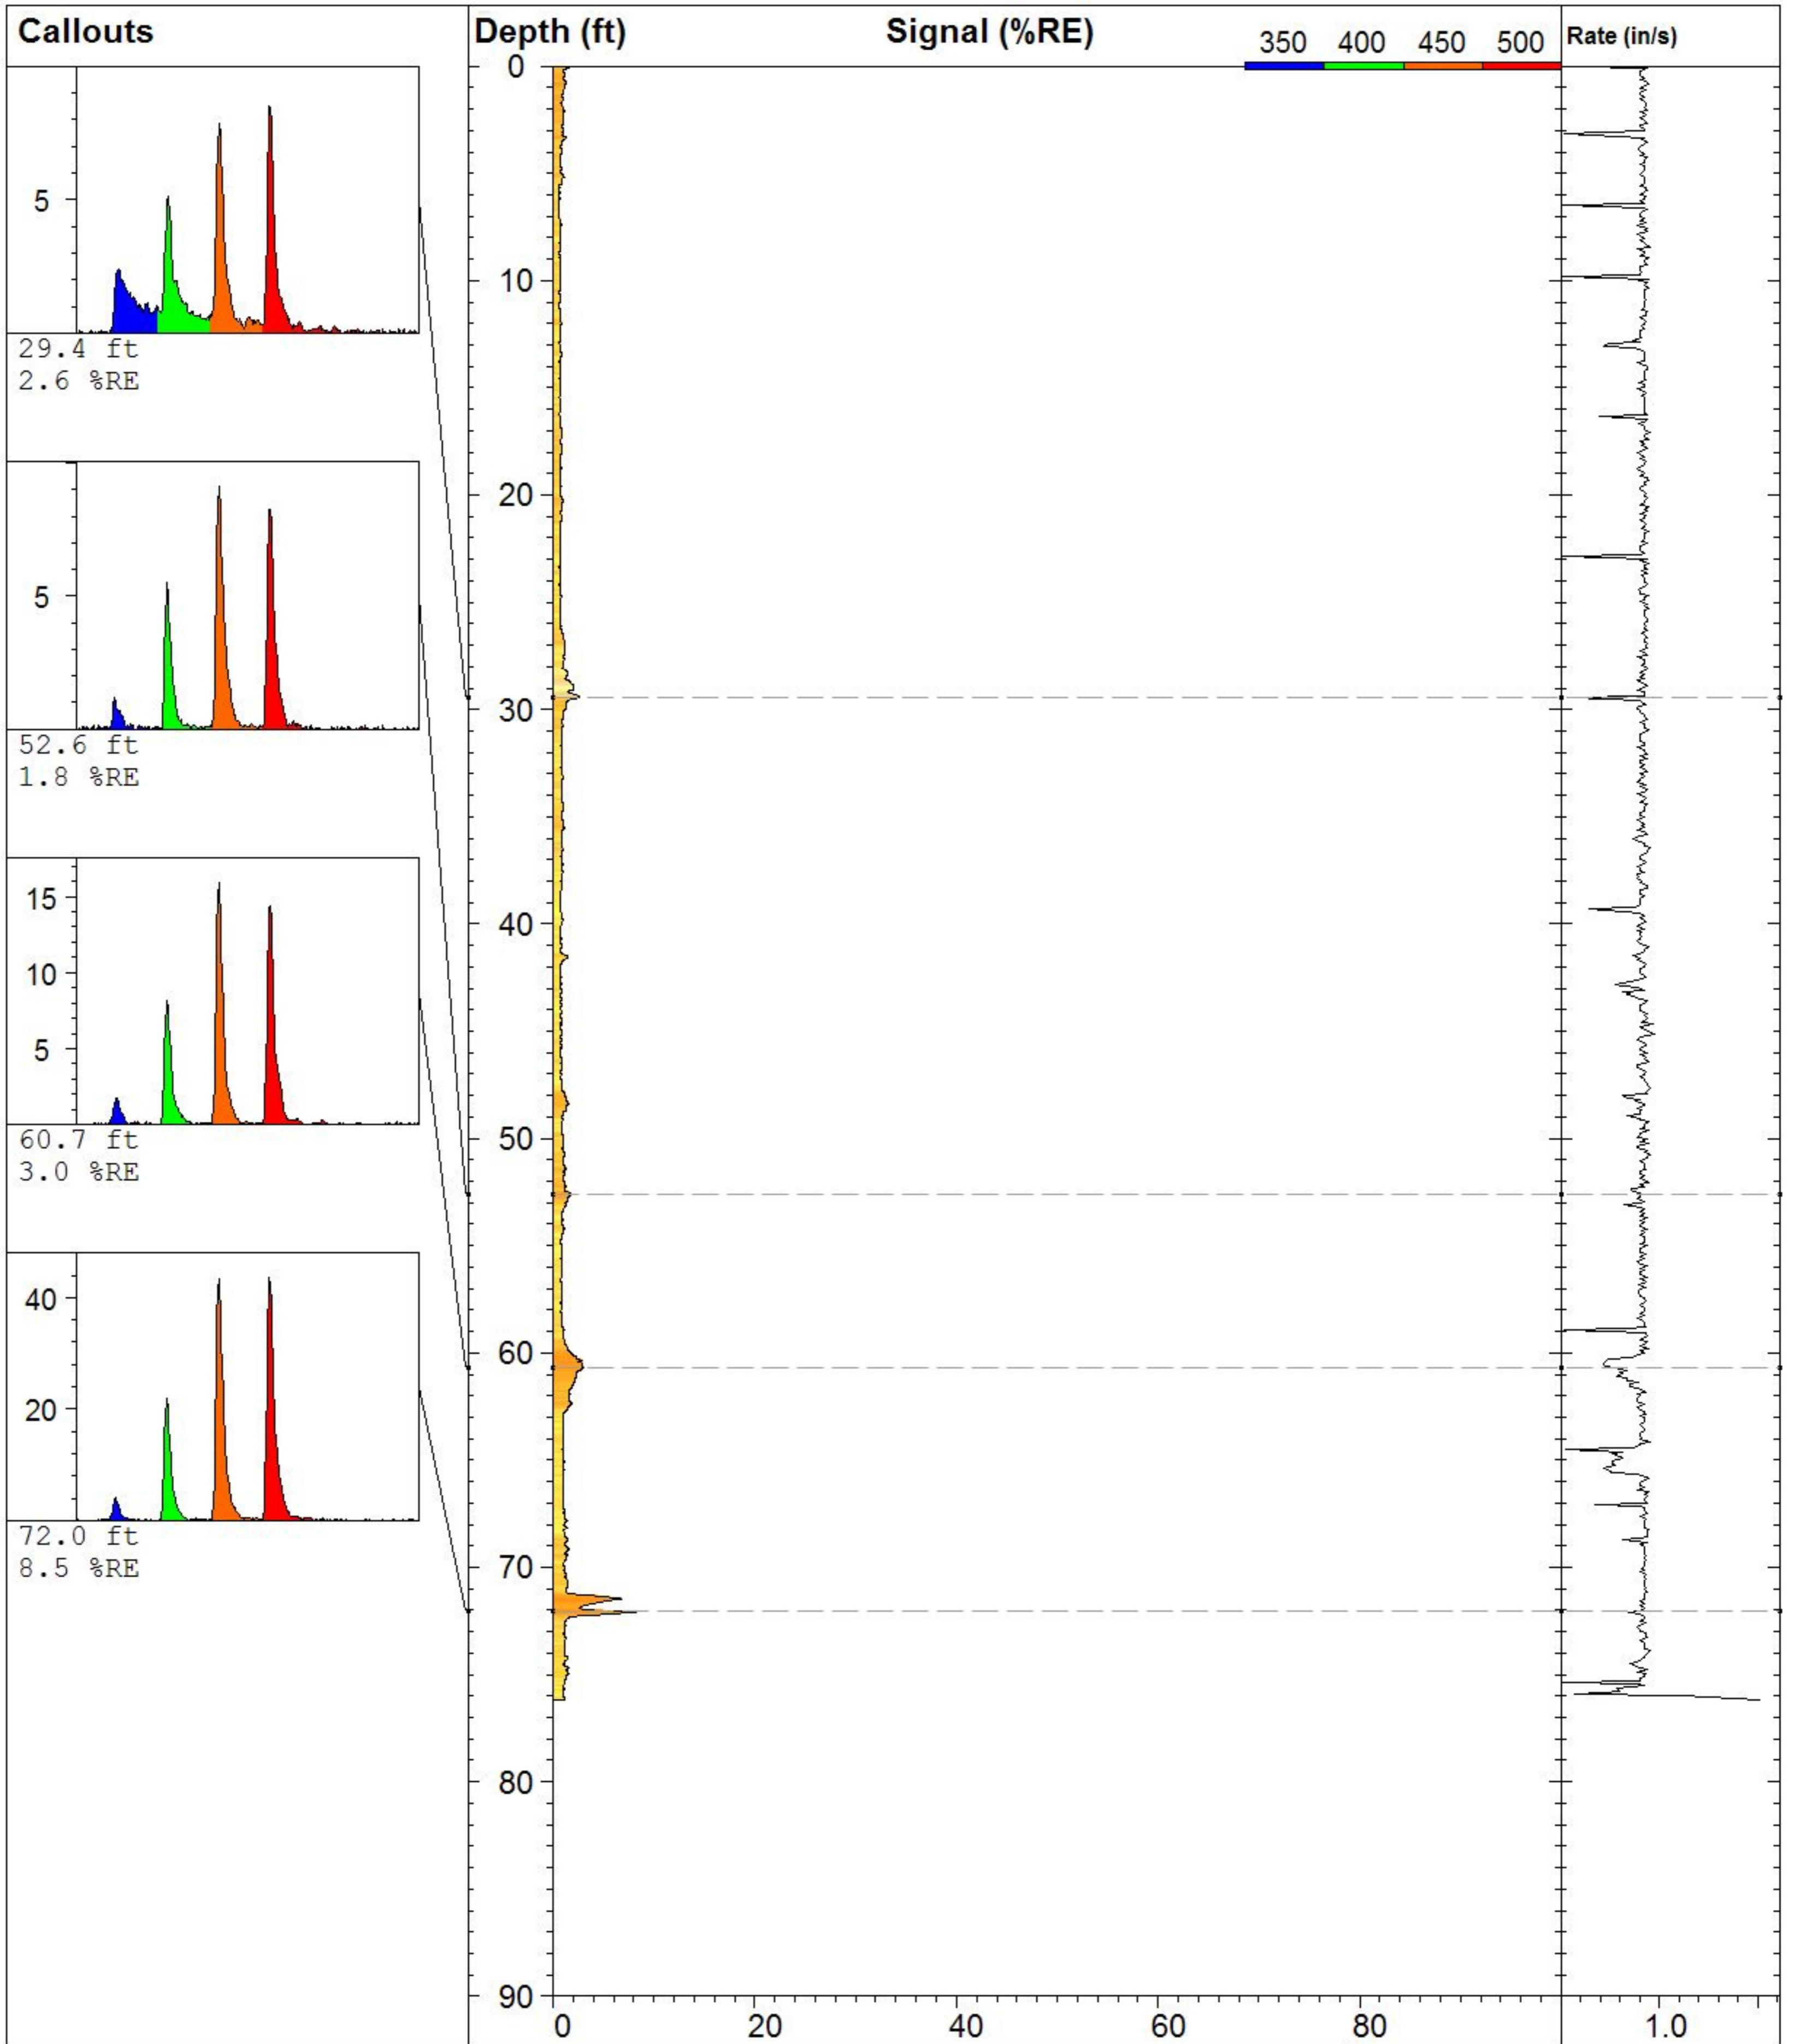 Callouts
Depth (ft)
Signal (%RE)
350 400 450 500
Rate (in/s)
5
29.4 ft
2.6 %RE
5
52.6 ft
1.8 %RE
15
10
5
60.7 ft
3.0 %RE
40
20
72.0 ft
8.5 %RE
0
10
20
30
40
50
60
70
80
90
0 20 40 60 80
1.0